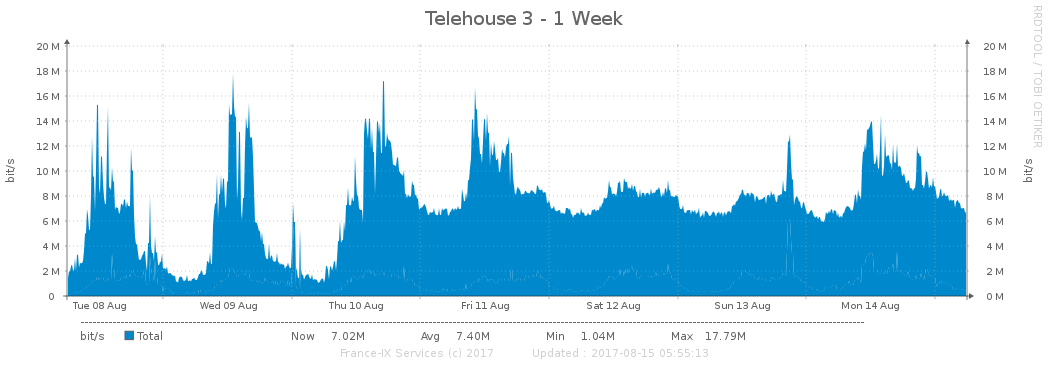 Telehouse 3 - 1 Week
RRDTOOL / TOBI OETIKER
bit/s
20 M 20 M
18 M 18 M
16 M 16 M
14 M 14 M
12 M 12 M
10 M 10 M
8 M 8 M
6 M 6 M
4 M 4 M
2 M 2 M
0 0 M
bit/s
Tue 08 Aug Wed 09 Aug Thu 10 Aug Fri 11 Aug Sat 12 Aug Sun 13 Aug Mon 14 Aug
bit/s Total Now 7.02M Avg 7.40M Min 1.04M Max 17.79M
France-IX Services (c) 2017 Updated : 2017-08-15 05:55:13